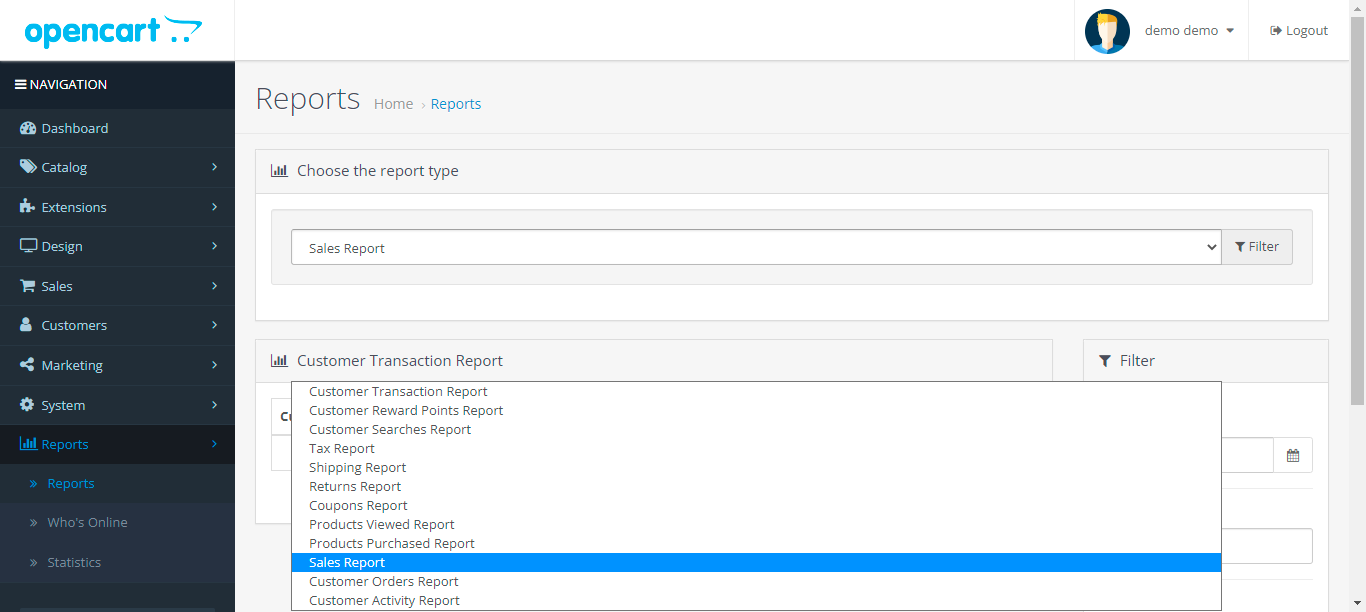 opencart
demo demo
Logout
NAVIGATION
Dashboard
Catalog
Extensions
Design
Sales
Customers
Marketing
System
Reports
Reports
Who's Online
Statistics
Reports
Home › Reports
Choose the report type
Sales Report
Filter
Customer Transaction Report
Filter
Customer Transaction Report
Customer Reward Points Report
Customer Searches Report
Tax Report
Shipping Report
Returns Report
Coupons Report
Products Viewed Report
Products Purchased Report
Sales Report
Customer Orders Report
Customer Activity Report